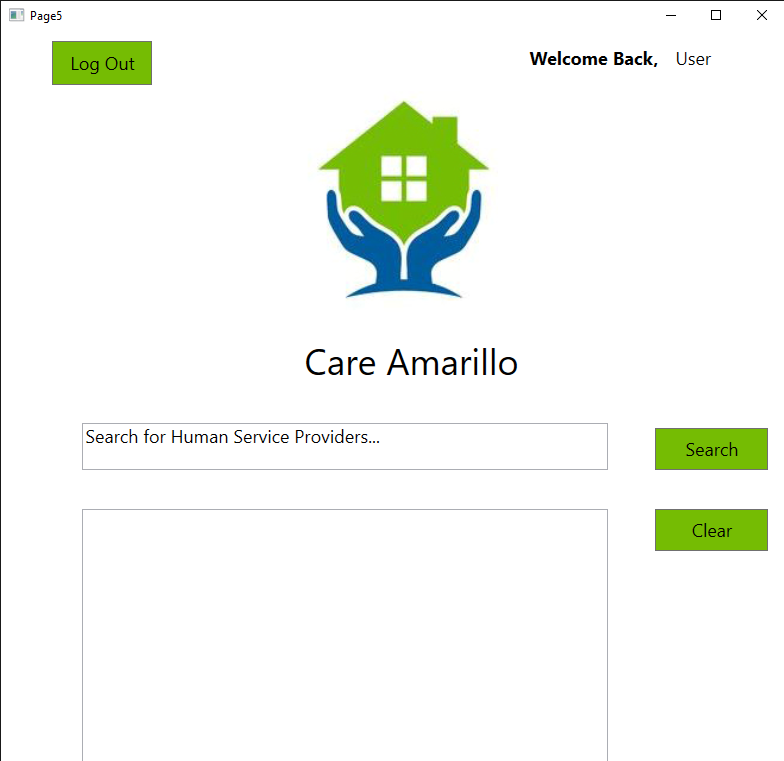 Page5
Log Out
Welcome Back, User
Care Amarillo
Search for Human Service Providers...
Search
Clear